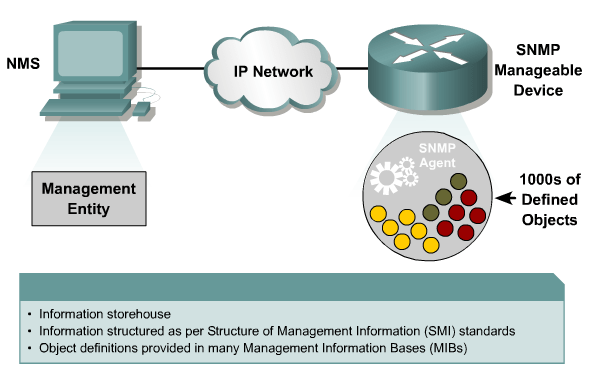 NMS
IP Network
SNMP
Manageable
Device
Management
Entity
SNMP
Agent
1000s of
Defined
Objects
• Information storehouse
• Information structured as per Structure of Management Information (SMI) standards
• Object definitions provided in many Management Information Bases (MIBs)